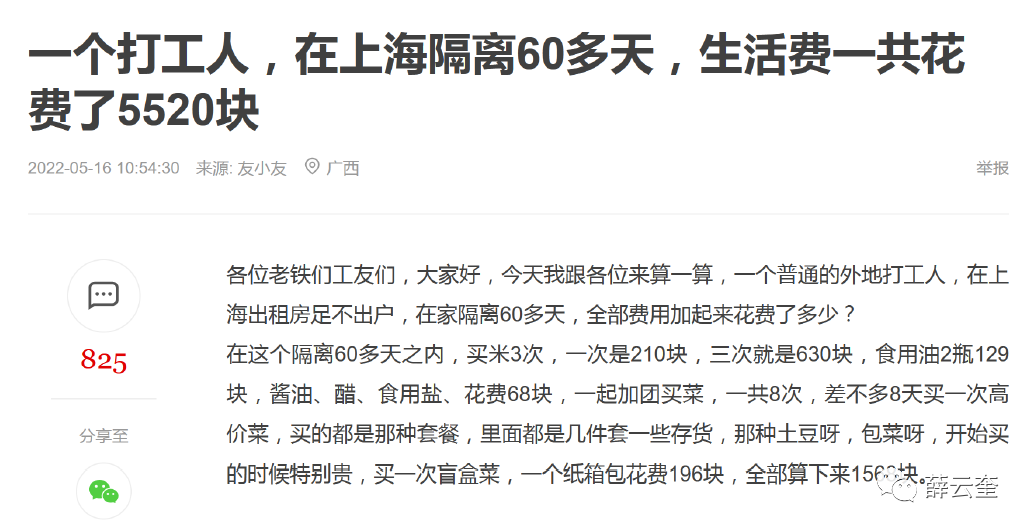 一个打工人，在上海隔离60多天，生活费一共花
费了5520块
2022-05-16 10:54:30 来源: 友小友 广西 举报
各位老铁们工友们，大家好，今天我跟各位来算一算，一个普通的外地打工人，在上
海出租房足不出户，在家隔离60多天，全部费用加起来花费了多少？
825
在这个隔离60多天之内，买米3次，一次是210块，三次就是630块，食用油2瓶129
块，酱油、醋、食用盐、花费68块，一起加团买菜，一共8次，差不多8天买一次高
分享至
价菜，买的都是那种套餐，里面都是几件套一些存货，那种土豆呀，包菜呀，开始买
的时候特别贵，买一次盲盒菜，一个纸箱包花费196块，全部算下来156块。
薛云奎